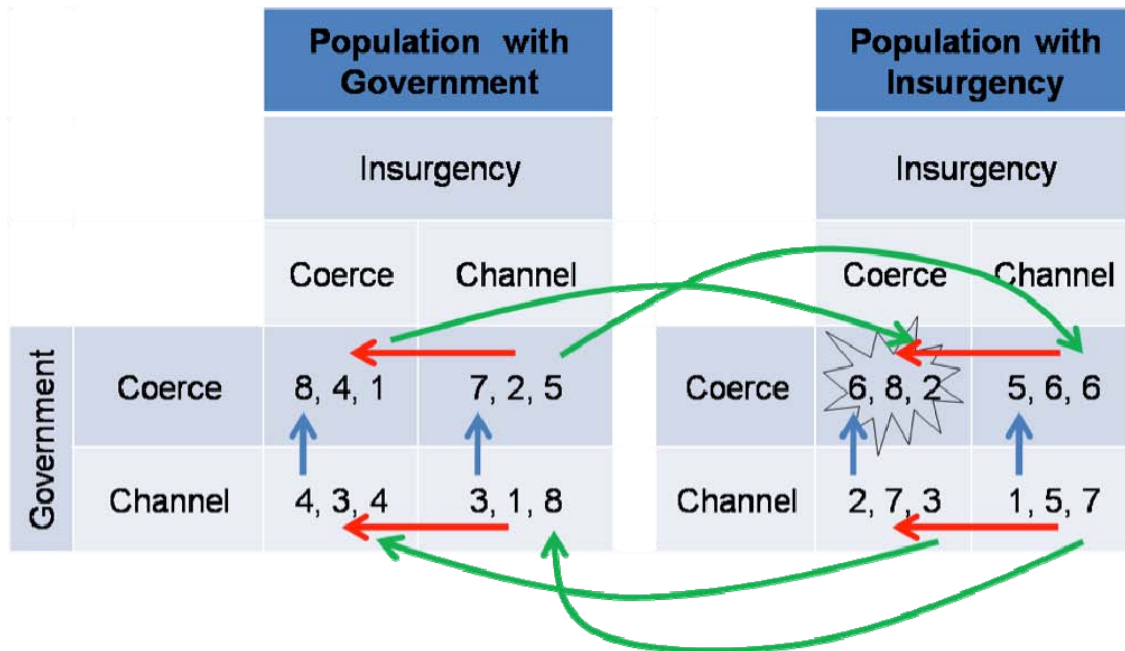 Population with
Government
Population with
Insurgency
Insurgency
Insurgency
Coerce
Channel
Coerce
Channel
Government
Coerce
8, 4, 1
7, 2, 5
Coerce
6, 8, 2
5, 6, 6
Channel
4, 3, 4
3, 1, 8
Channel
2, 7, 3
1, 5, 7